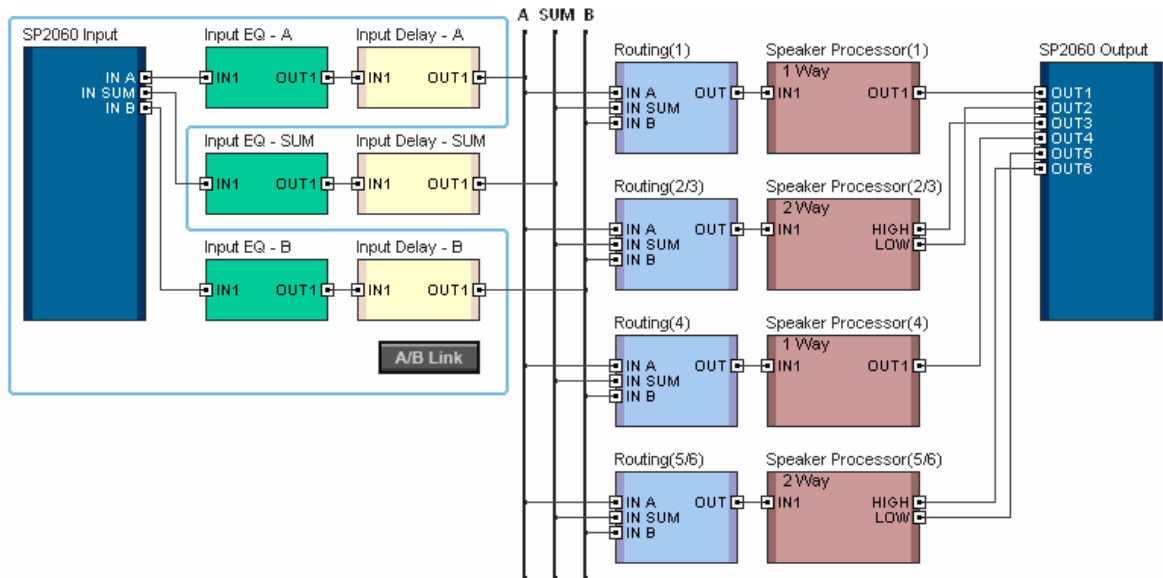 A SUM B
SP2060 Input
IN A
IN SUM
IN B
Input EQ - A
IN1 OUT1
Input Delay - A
IN1 OUT1
Input EQ - SUM
IN1 OUT1
Input Delay - SUM
IN1 OUT1
Input EQ - B
IN1 OUT1
Input Delay - B
IN1 OUT1
A/B Link
Routing(1)
IN A OUT
IN SUM
IN B
Speaker Processor(1)
1 Way
IN1 OUT1
Routing(2/3)
IN A OUT
IN SUM
IN B
Speaker Processor(2/3)
2 Way
IN1 HIGH
LOW
Routing(4)
IN A OUT
IN SUM
IN B
Speaker Processor(4)
1 Way
IN1 OUT1
Routing(5/6)
IN A OUT
IN SUM
IN B
Speaker Processor(5/6)
2 Way
IN1 HIGH
LOW
SP2060 Output
OUT1
OUT2
OUT3
OUT4
OUT5
OUT6